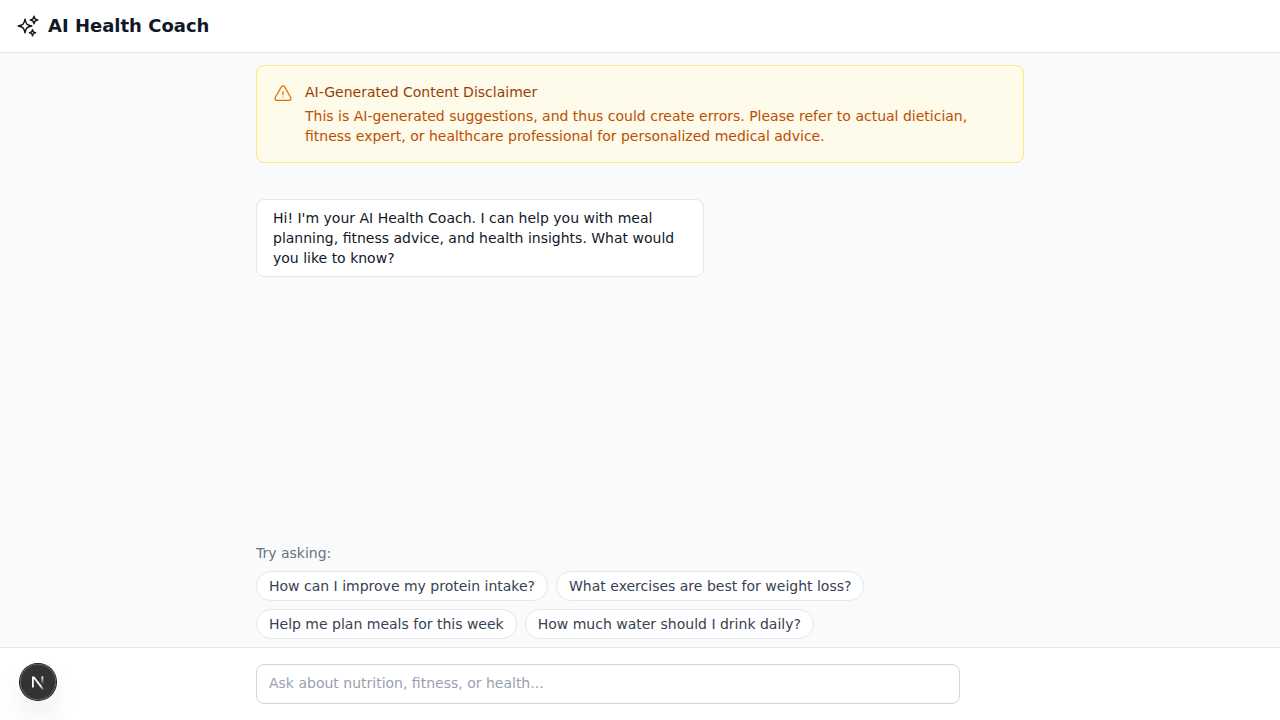 AI Health Coach
AI-Generated Content Disclaimer
This is AI-generated suggestions, and thus could create errors. Please refer to actual dietician,
fitness expert, or healthcare professional for personalized medical advice.
Hi! I'm your AI Health Coach. I can help you with meal
planning, fitness advice, and health insights. What would
you like to know?
Try asking:
How can I improve my protein intake?
What exercises are best for weight loss?
Help me plan meals for this week
How much water should I drink daily?
N
Ask about nutrition, fitness, or health...